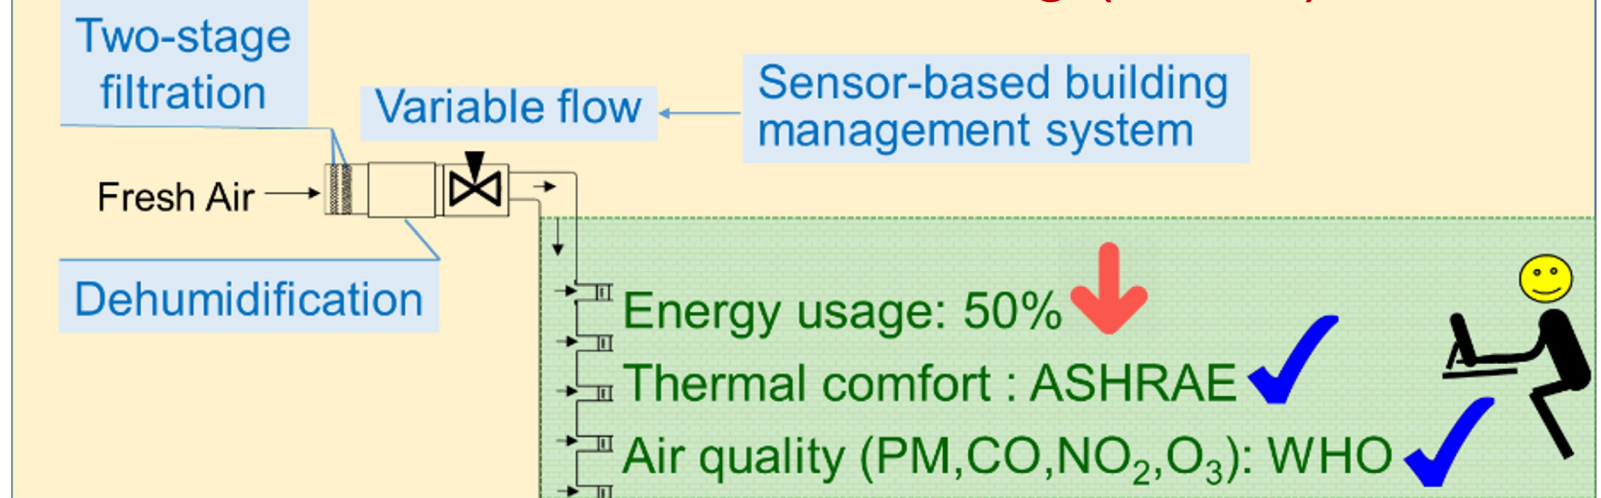 Two-stage
filtration
Variable flow
Sensor-based building
management system
Fresh Air
Dehumidification
Energy usage: 50%
Thermal comfort : ASHRAE
Air quality (PM,CO,NO₂,O₃): WHO